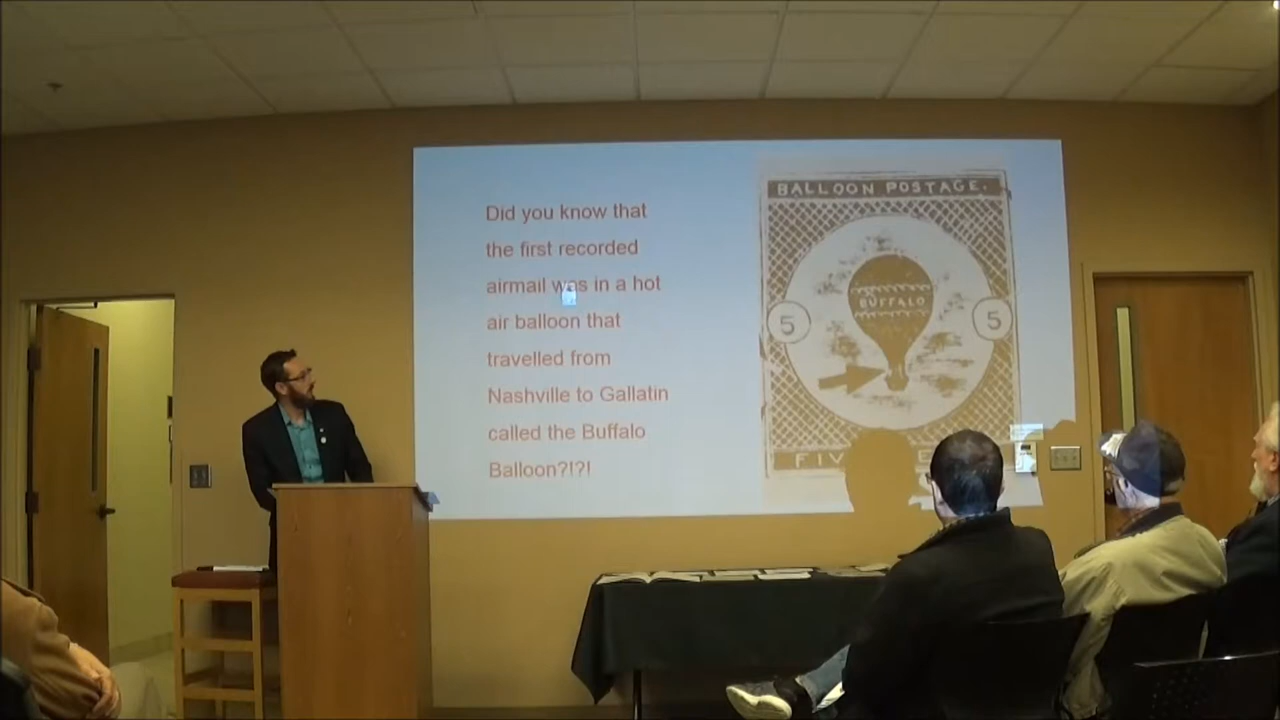 Did you know that
the first recorded
airmail was in a hot
air balloon that
travelled from
Nashville to Gallatin
called the Buffalo
Balloon?!?!
BALLOON POSTAGE.
BUFFALO
5
5